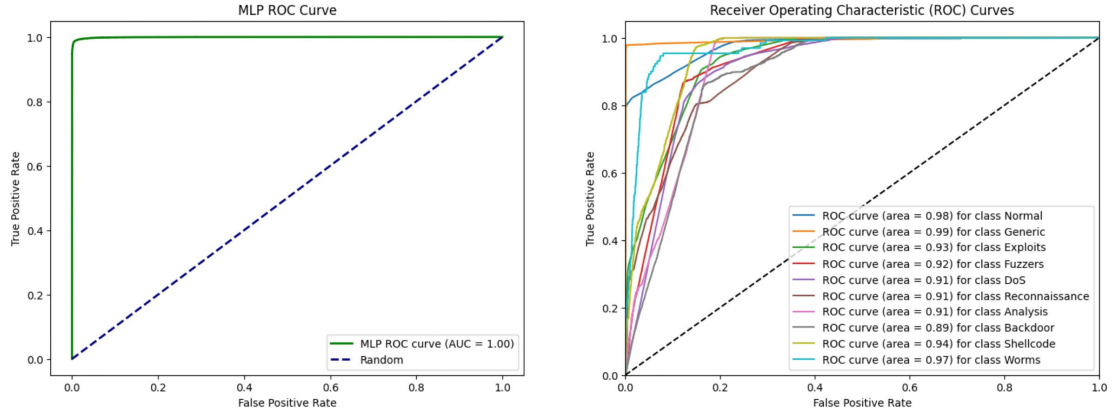 MLP ROC Curve
1.0
0.8
0.6
0.4
0.2
0.0
True Positive Rate
0.0 0.2 0.4 0.6 0.8 1.0
False Positive Rate
MLP ROC curve (AUC = 1.00)
Random
Receiver Operating Characteristic (ROC) Curves
1.0
0.8
0.6
0.4
0.2
0.0
True Positive Rate
0.0 0.2 0.4 0.6 0.8 1.0
False Positive Rate
ROC curve (area = 0.98) for class Normal
ROC curve (area = 0.99) for class Generic
ROC curve (area = 0.93) for class Exploits
ROC curve (area = 0.92) for class Fuzzers
ROC curve (area = 0.91) for class DoS
ROC curve (area = 0.91) for class Reconnaissance
ROC curve (area = 0.91) for class Analysis
ROC curve (area = 0.89) for class Backdoor
ROC curve (area = 0.94) for class Shellcode
ROC curve (area = 0.97) for class Worms